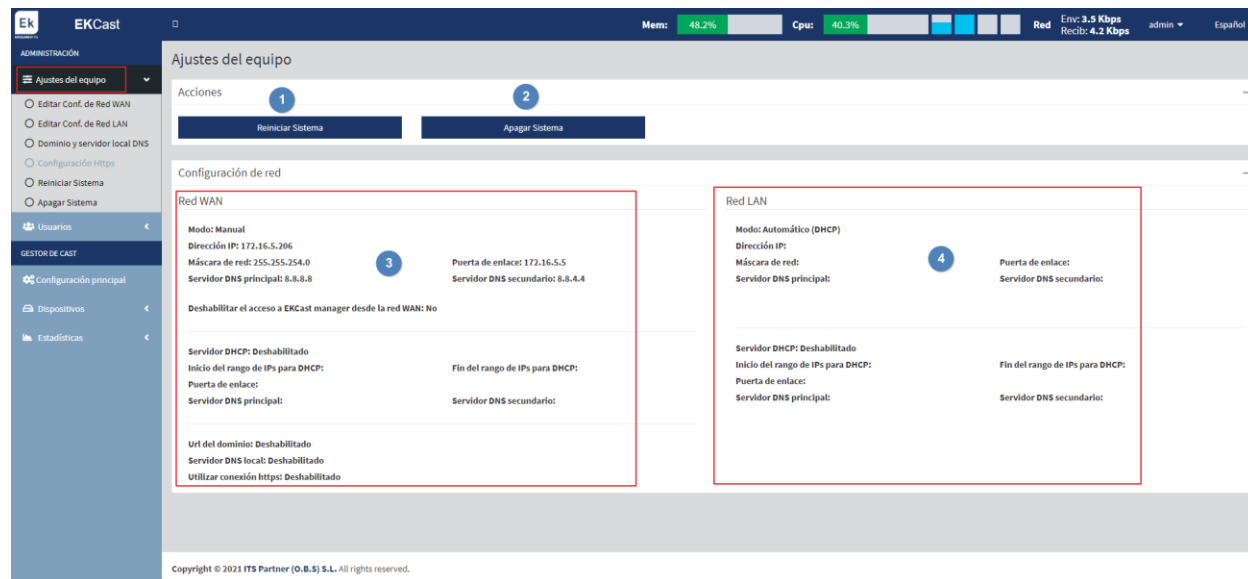 Ek EKCast
Mem: 48.2% Cpu: 40.3% Red Env: 3.5 Kbps Recib: 4.2 Kbps admin Español
ADMINISTRACIÓN
Ajustes del equipo
Editar Conf. de Red WAN
Editar Conf. de Red LAN
Dominio y servidor local DNS
Configuración Https
Reiniciar Sistema
Apagar Sistema
Usuarios
GESTOR DE CAST
Configuración principal
Dispositivos
Estadísticas
Ajustes del equipo
Acciones
1
2
Reiniciar Sistema
Apagar Sistema
Configuración de red
Red WAN
Modo: Manual
Dirección IP: 172.16.5.206
Máscara de red: 255.255.254.0 Puerta de enlace: 172.16.5.5
3
Servidor DNS principal: 8.8.8.8 Servidor DNS secundario: 8.8.4.4
Deshabilitar el acceso a EKCast manager desde la red WAN: No
Servidor DHCP: Deshabilitado
Inicio del rango de IPs para DHCP: Fin del rango de IPs para DHCP:
Puerta de enlace:
Servidor DNS principal: Servidor DNS secundario:
Url del dominio: Deshabilitado
Servidor DNS local: Deshabilitado
Utilizar conexión https: Deshabilitado
Red LAN
Modo: Automático (DHCP)
Dirección IP:
Máscara de red: Puerta de enlace:
4
Servidor DNS principal: Servidor DNS secundario:
Servidor DHCP: Deshabilitado
Inicio del rango de IPs para DHCP: Fin del rango de IPs para DHCP:
Puerta de enlace:
Servidor DNS principal: Servidor DNS secundario:
Copyright © 2021 ITS Partner (O.B.S) S.L. All rights reserved.